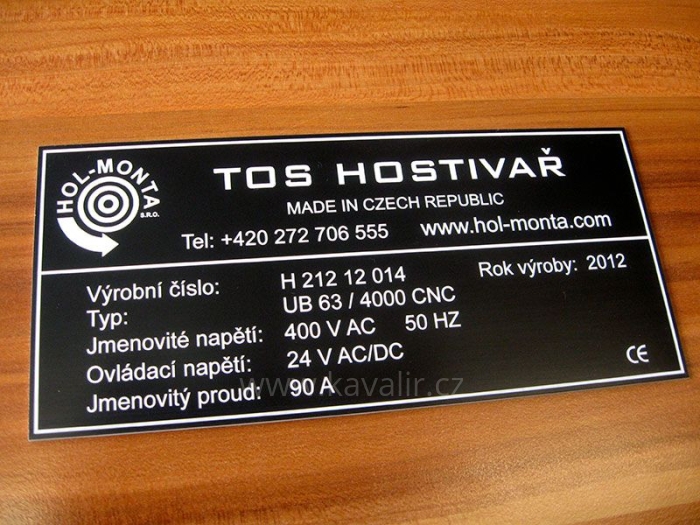 HOL-MONTA
S.R.O.
TOS HOSTIVAŘ
MADE IN CZECH REPUBLIC
Tel: +420 272 706 555 www.hol-monta.com
Výrobní číslo: H 212 12 014 Rok výroby: 2012
Typ: UB 63 / 4000 CNC
Jmenovité napětí: 400 V AC 50 HZ
Ovládací napětí: 24 V AC/DC
Jmenovitý proud: 90 A
CE
www.kavalir.cz